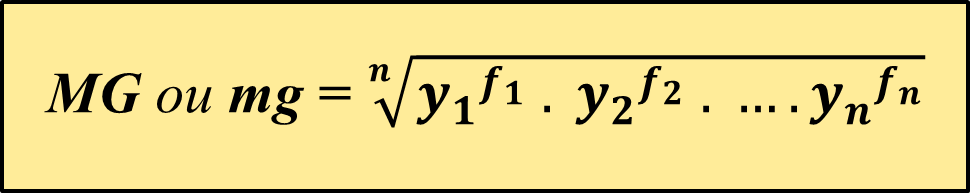 MG ou mg = ⁿ√(y₁^f₁ . y₂^f₂ . … . yₙ^fₙ)